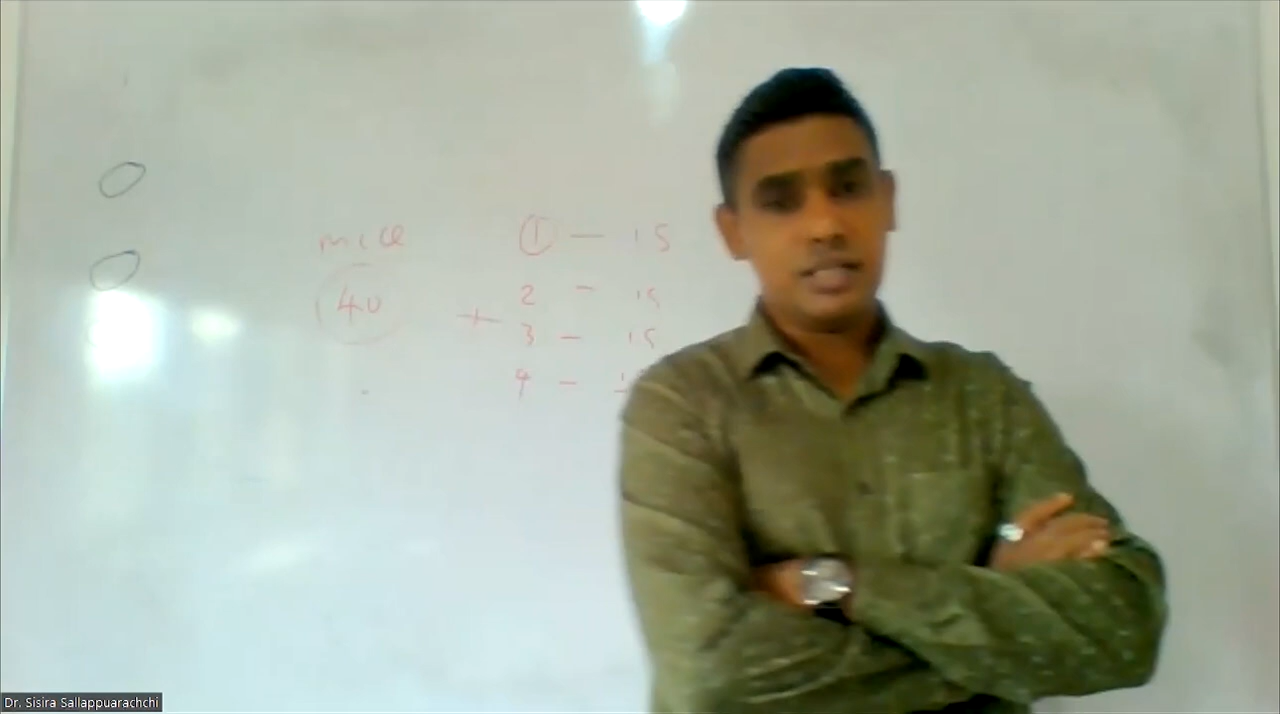 MCQ ① - 15
40 2 - 15
+ 3 - 15
4 -
Dr. Sisira Sallappuarachchi